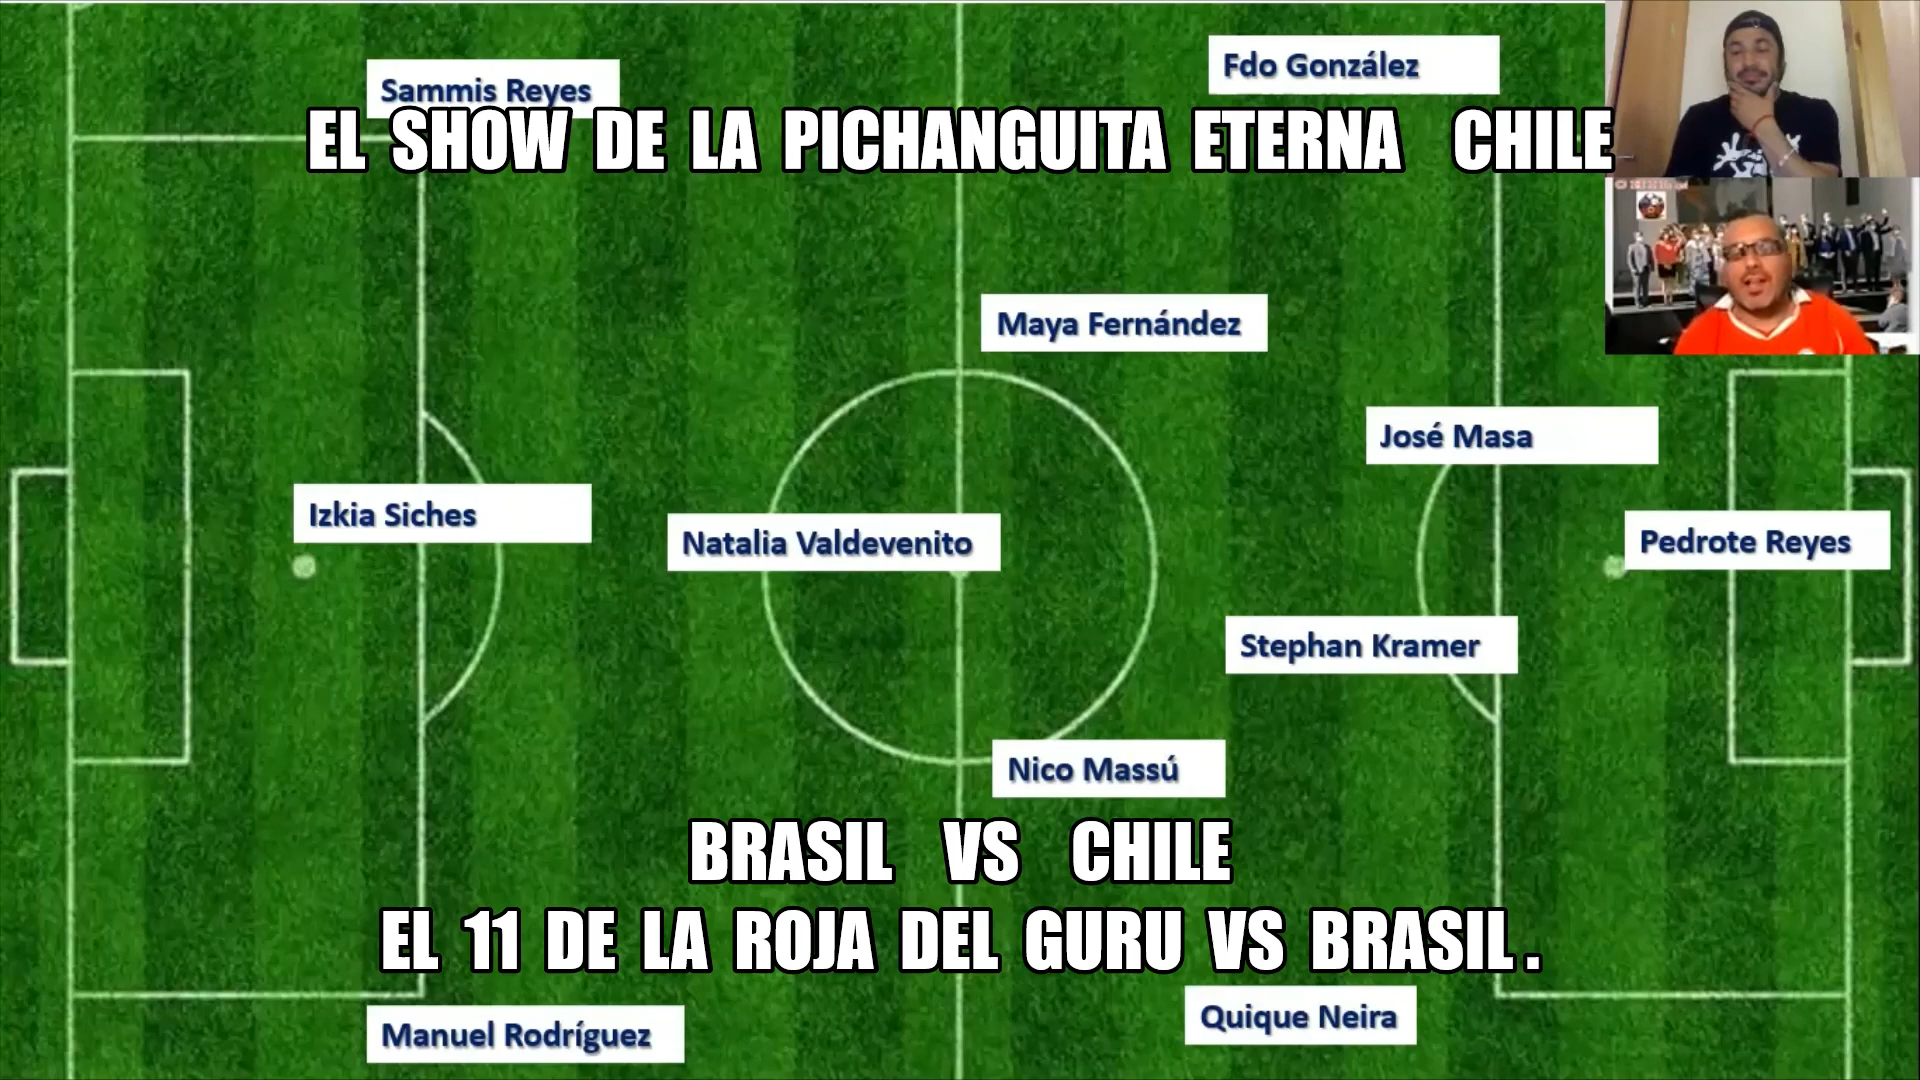 Fdo González
Sammis Reyes
EL SHOW DE LA PICHANGUITA ETERNA CHILE
Maya Fernández
José Masa
Izkia Siches
Natalia Valdevenito
Pedrote Reyes
Stephan Kramer
Nico Massú
BRASIL VS CHILE
EL 11 DE LA ROJA DEL GURU VS BRASIL.
Quique Neira
Manuel Rodríguez